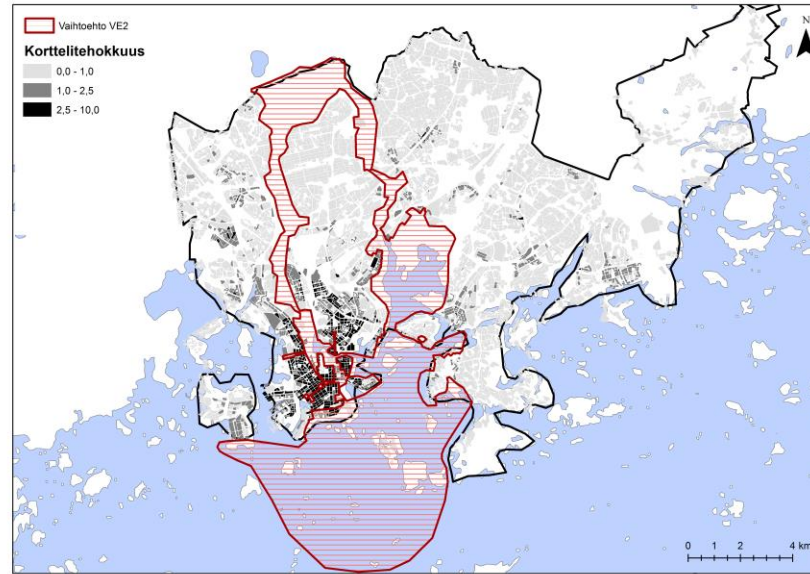 Vaihtoehto VE2
Korttelitehokkuus
0,0 - 1,0
1,0 - 2,5
2,5 - 10,0
N
0 2 4 km